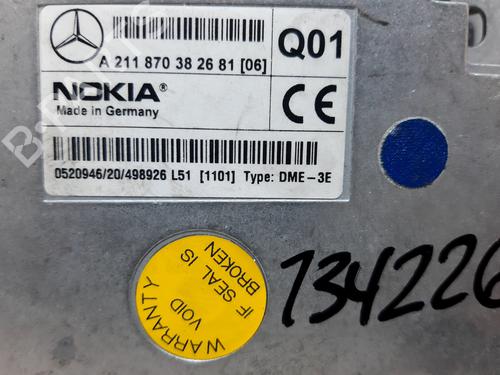 A 211 870 38 26 81 [06]
Q01
NOKIA®
Made in Germany
CE
0520946/20/498926 L51 [1101] Type: DME-3E
WARRANTY
VOID
IF SEAL IS
BROKEN
734226